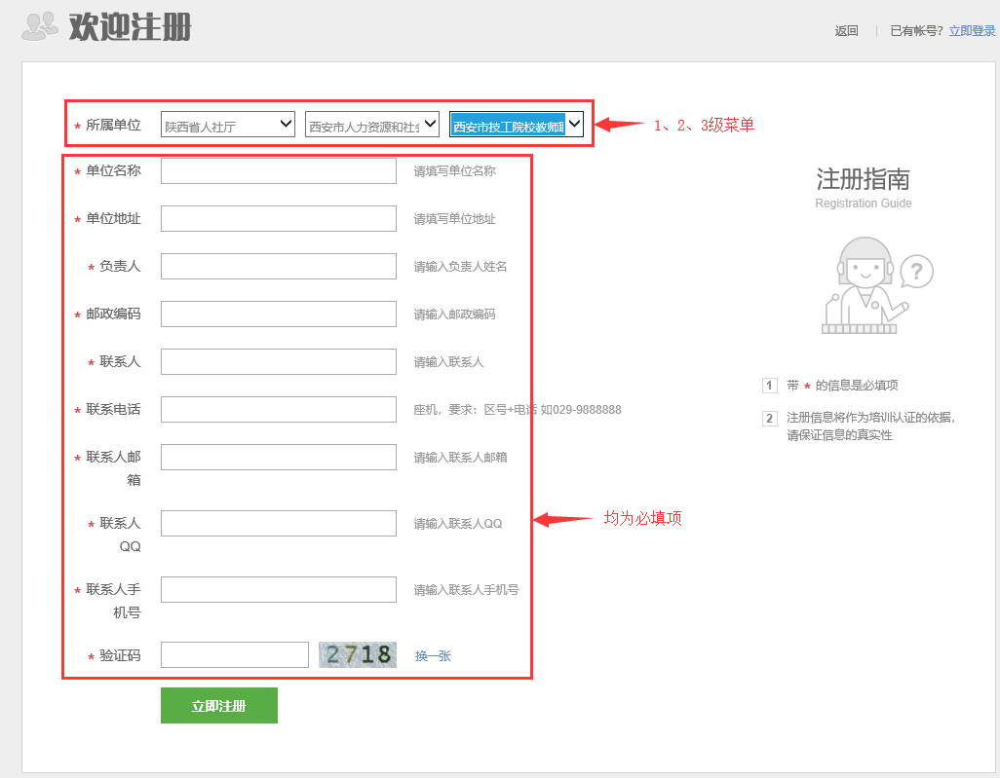 欢迎注册
返回 | 已有帐号? 立即登录
* 所属单位 陕西省人社厅 西安市人力资源和社会 西安市技工院校教师职
1、2、3级菜单
* 单位名称 请填写单位名称
* 单位地址 请填写单位地址
* 负责人 请输入负责人姓名
* 邮政编码 请输入邮政编码
* 联系人 请输入联系人
* 联系电话 座机，要求：区号+电话 如029-9888888
* 联系人邮
箱 请输入联系人邮箱
* 联系人
QQ 请输入联系人QQ
均为必填项
* 联系人手
机号 请输入联系人手机号
* 验证码 2718 换一张
立即注册
注册指南
Registration Guide
?
1 带 * 的信息是必填项
2 注册信息将作为培训认证的依据，
请保证信息的真实性